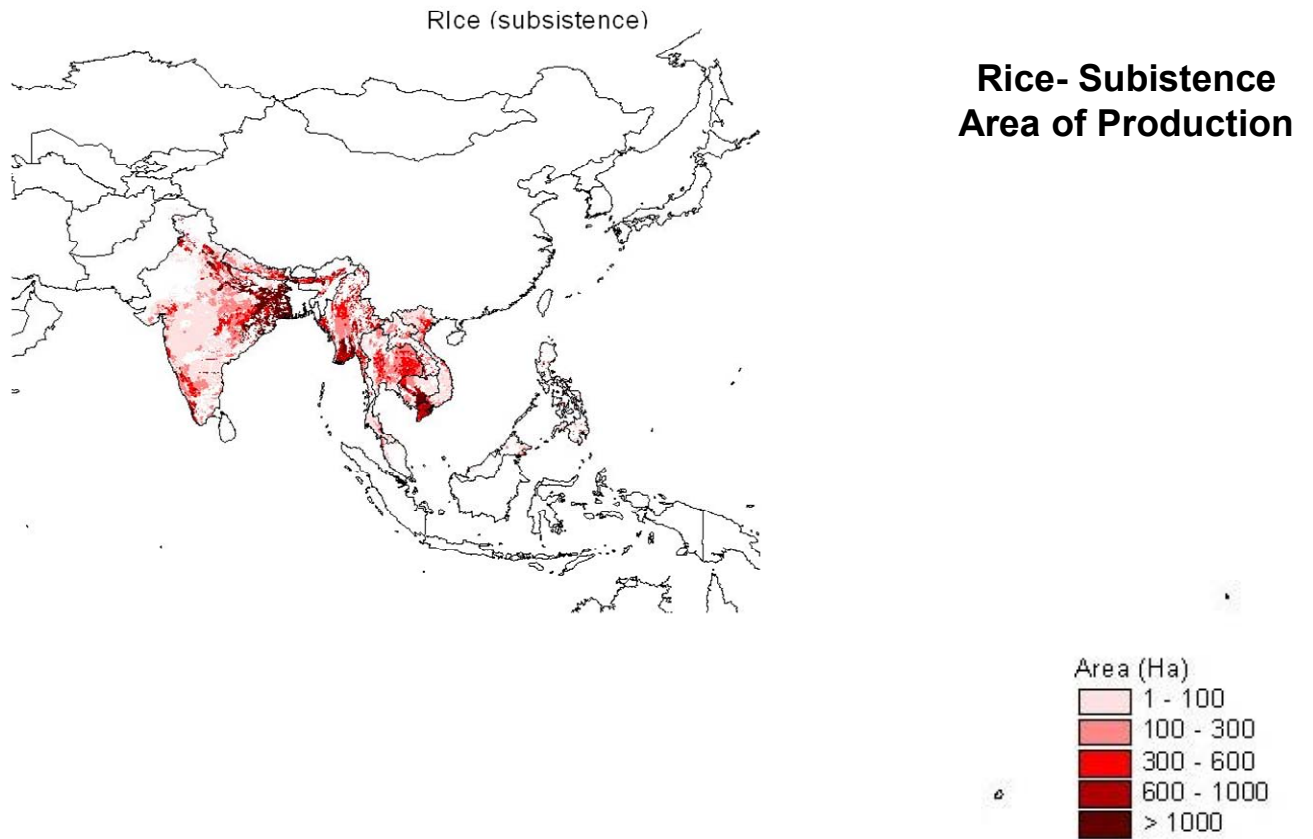 RIce (subsistence)
Rice- Subistence
Area of Production
Area (Ha)
1 - 100
100 - 300
300 - 600
600 - 1000
> 1000